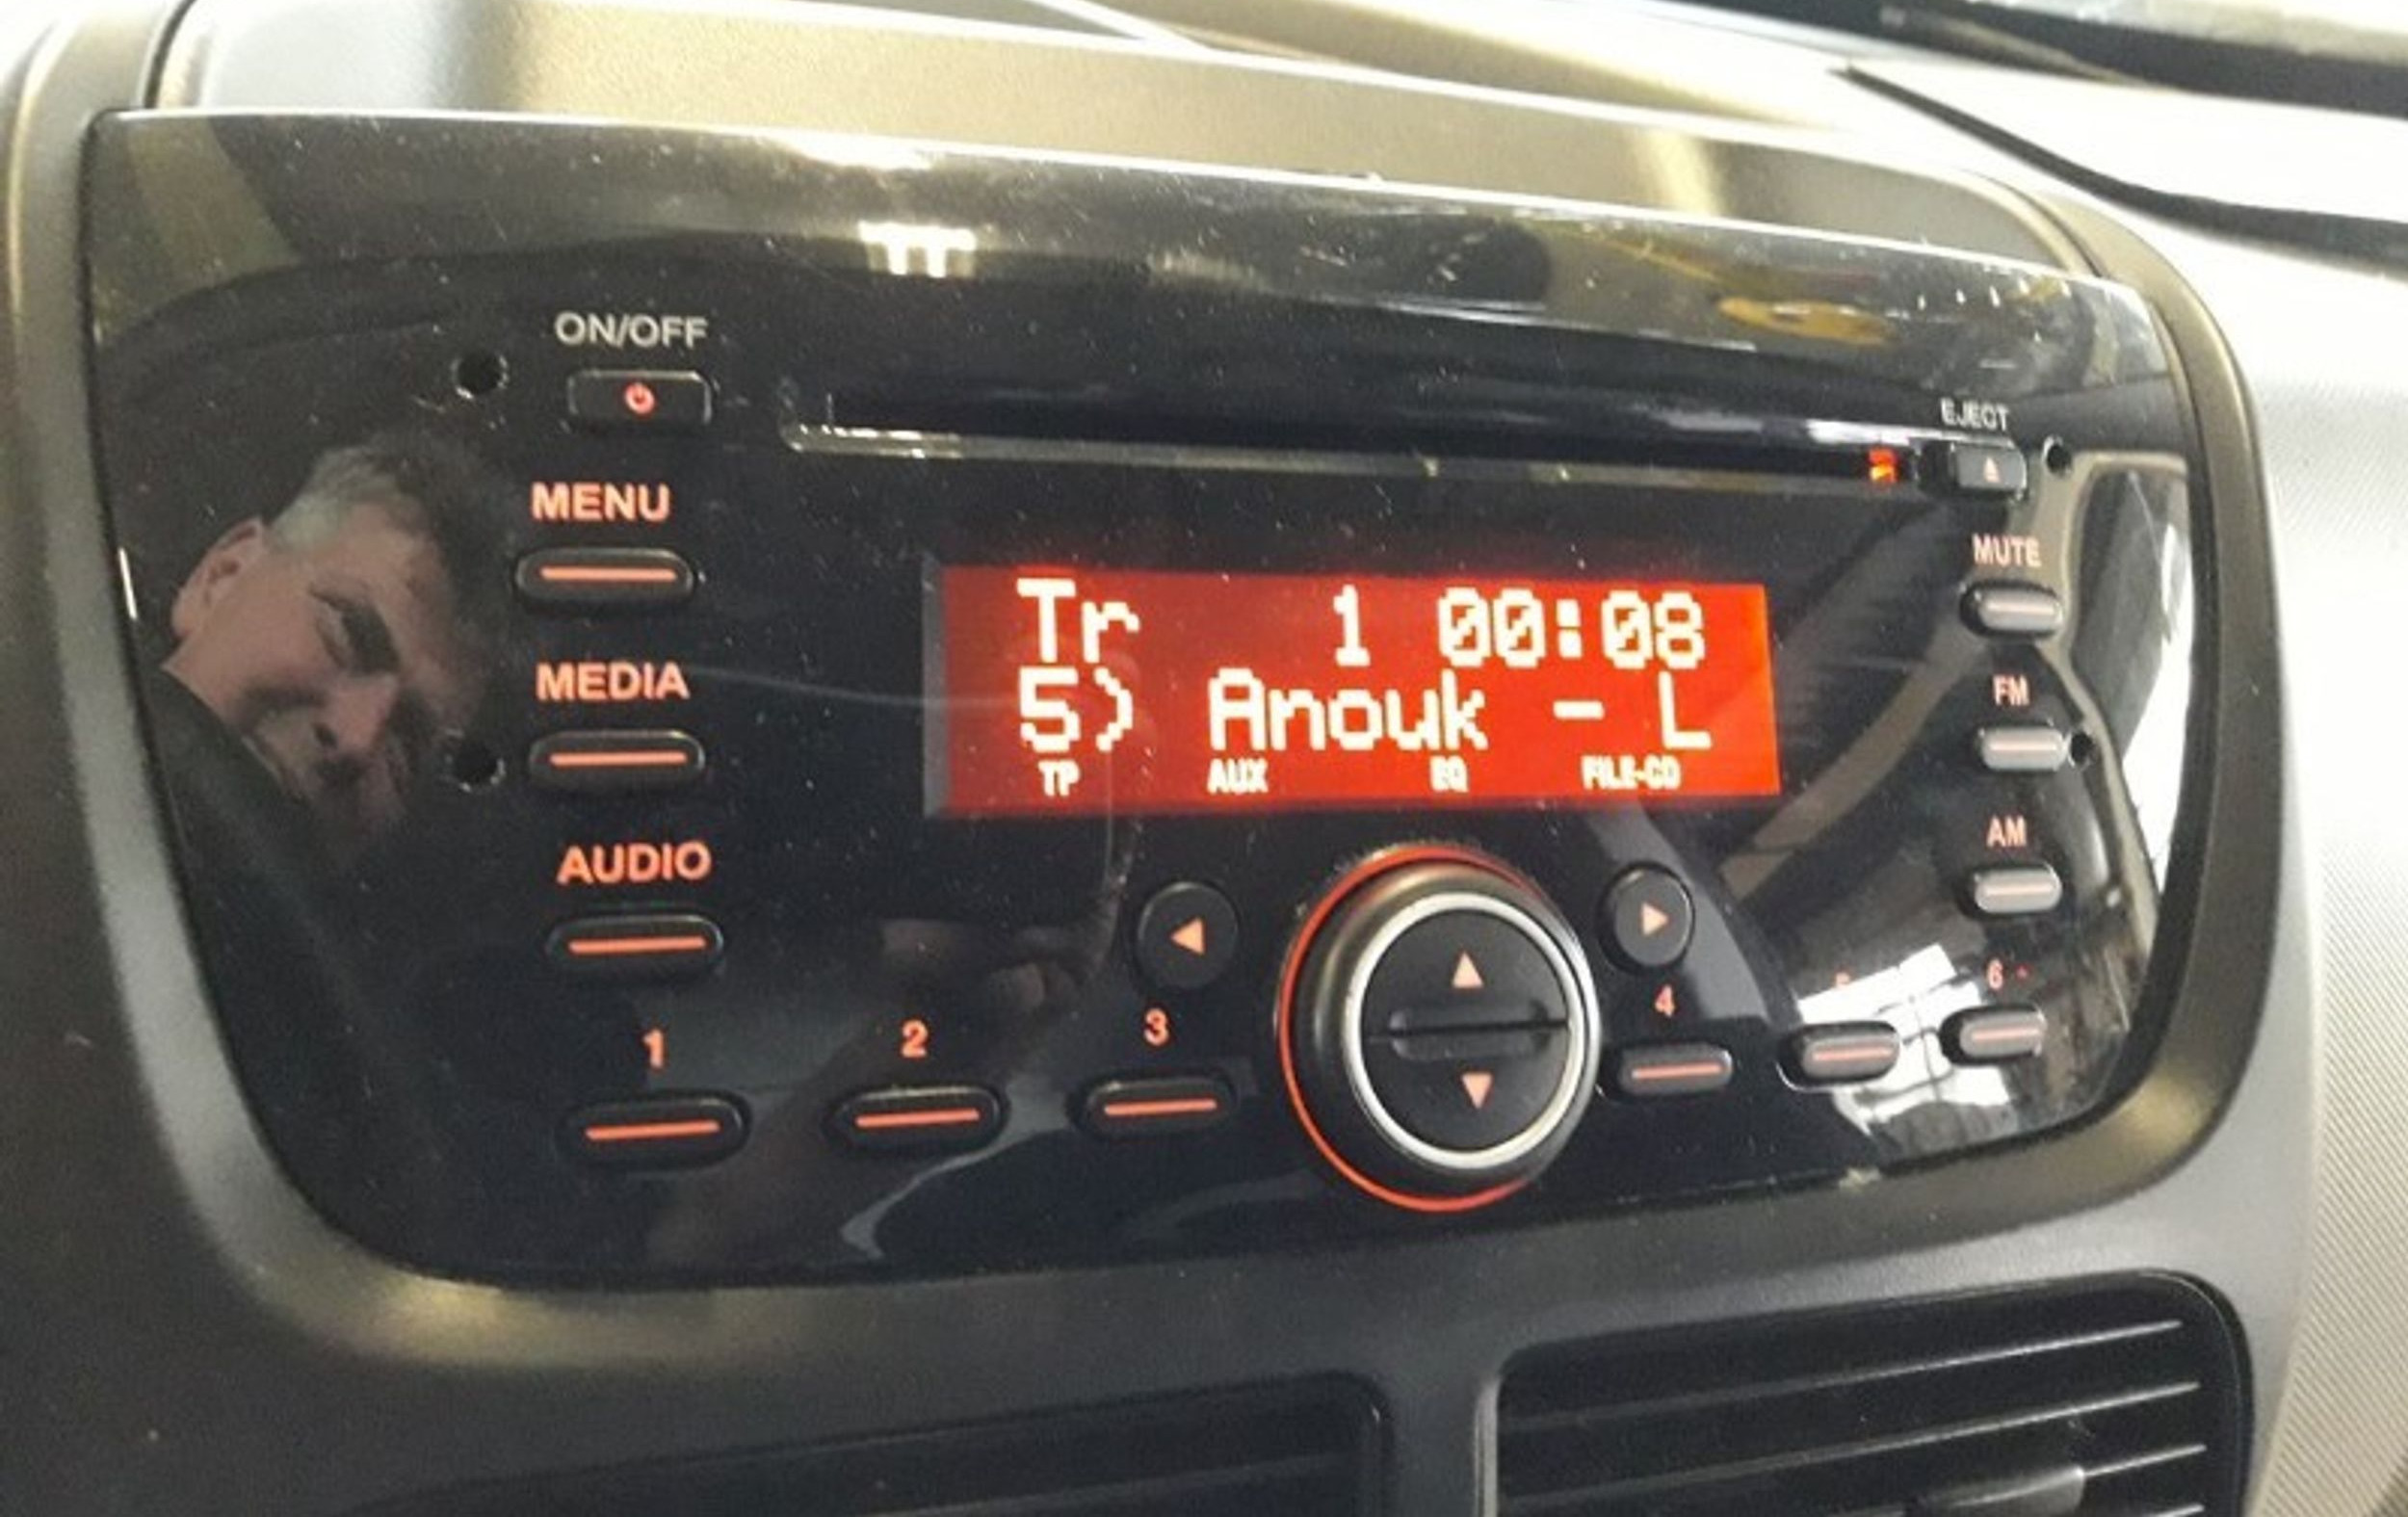 ON/OFF
EJECT
MENU
MUTE
Tr 1 00:08
MEDIA
5) Anouk - L
FM
TP AUX EQ FILE-CD
AUDIO
AM
1 2 3 4 6